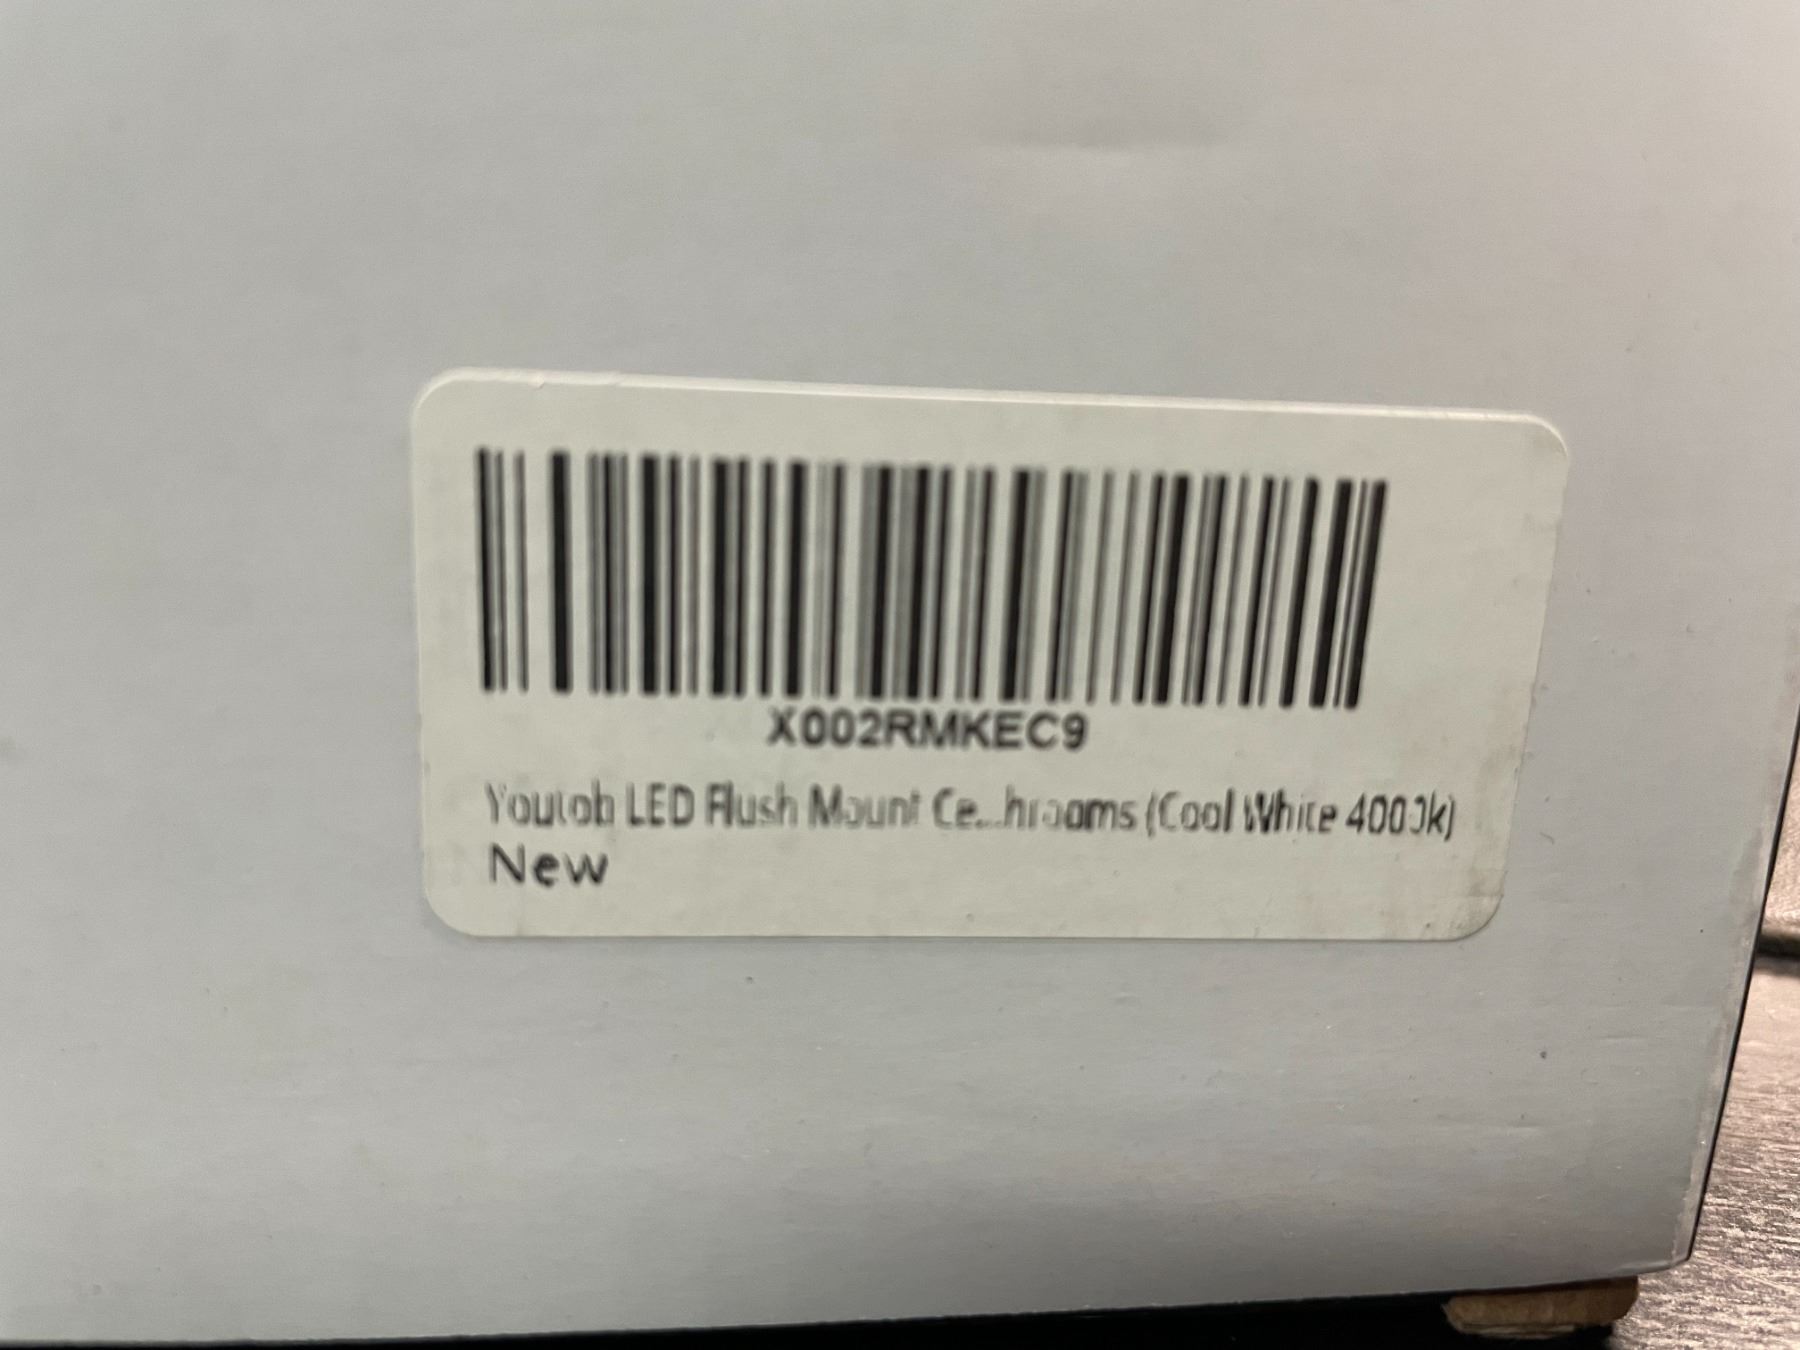 X002RMKEC9
Youtob LED Flush Mount Ce...hrooms (Cool White 4000k)
New